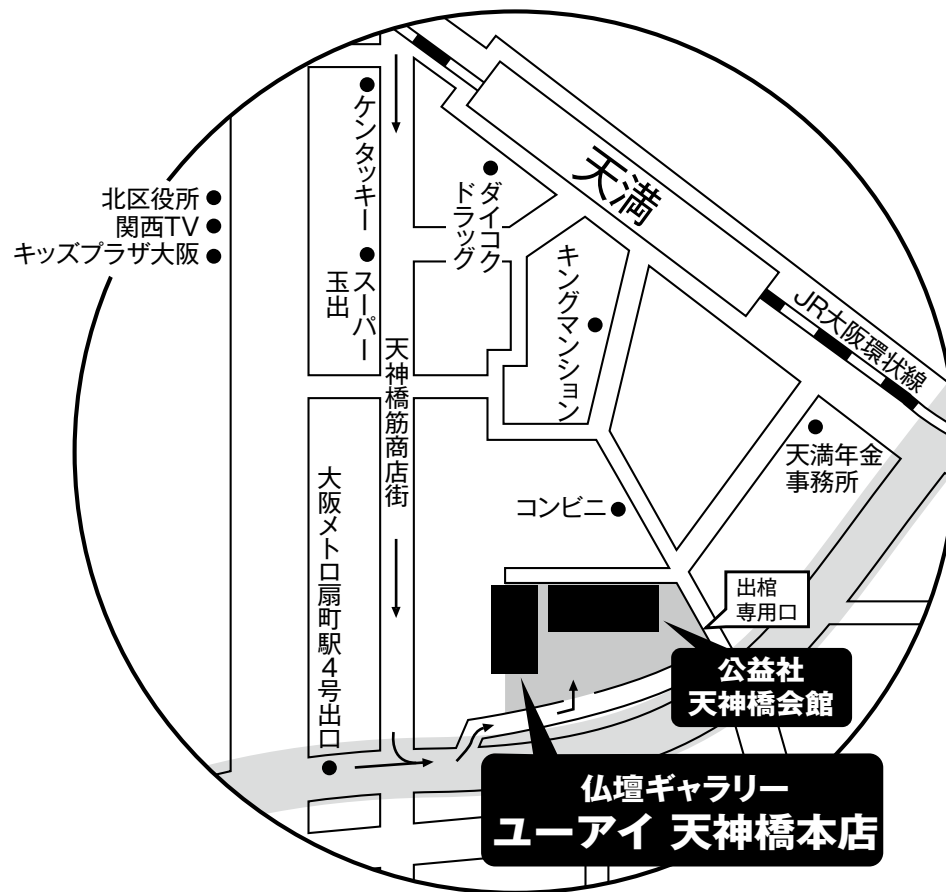 ケンタッキー
天満
ダイコク
ドラッグ
北区役所
関西TV
キッズプラザ大阪
スーパー
玉出
キングマンション
JR大阪環状線
天神橋筋商店街
天満年金
事務所
大阪メトロ扇町駅4号出口
コンビニ
出棺
専用口
公益社
天神橋会館
仏壇ギャラリー
ユーアイ 天神橋本店